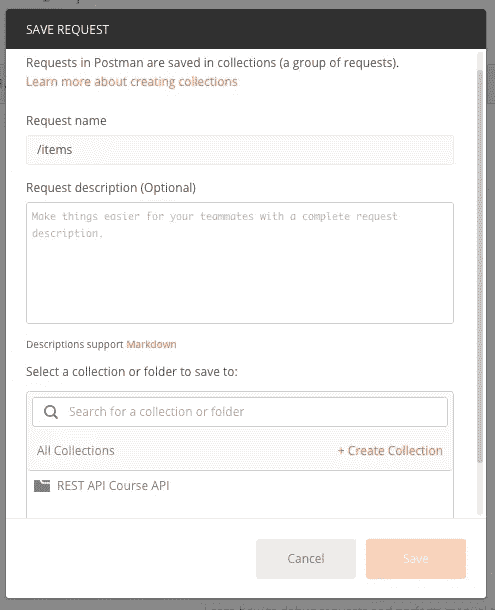 SAVE REQUEST
Requests in Postman are saved in collections (a group of requests).
Learn more about creating collections
Request name
/items
Request description (Optional)
Make things easier for your teammates with a complete request
description.
Descriptions support Markdown
Select a collection or folder to save to:
Search for a collection or folder
All Collections
+ Create Collection
REST API Course API
Cancel
Save